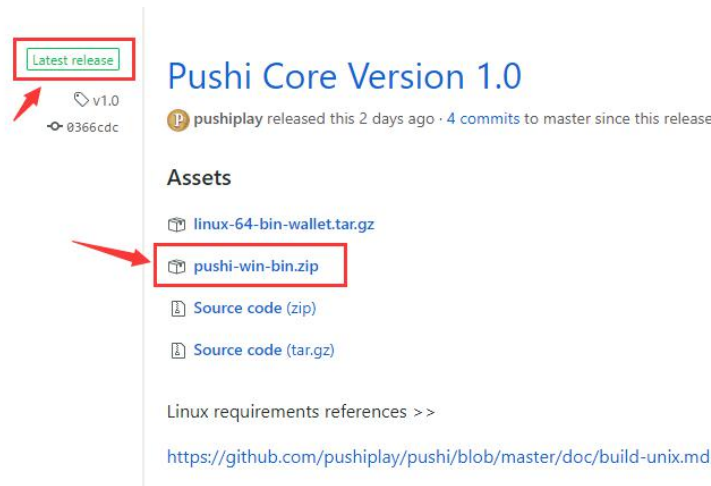 Latest release
v1.0
0366cdc
Pushi Core Version 1.0
pushiplay released this 2 days ago · 4 commits to master since this release
Assets
linux-64-bin-wallet.tar.gz
pushi-win-bin.zip
Source code (zip)
Source code (tar.gz)
Linux requirements references >>
https://github.com/pushiplay/pushi/blob/master/doc/build-unix.md